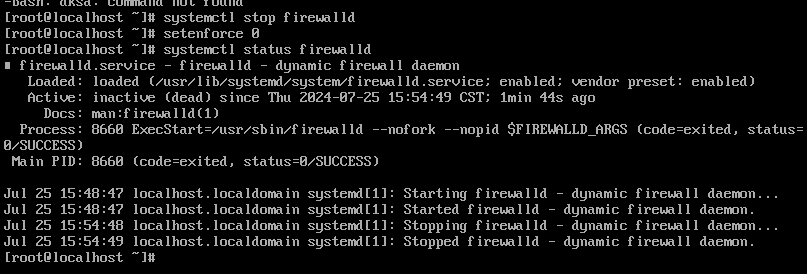 -bash: dksa: command not found
[root@localhost ~]# systemctl stop firewalld
[root@localhost ~]# setenforce 0
[root@localhost ~]# systemctl status firewalld
■ firewalld.service - firewalld - dynamic firewall daemon
Loaded: loaded (/usr/lib/systemd/system/firewalld.service; enabled; vendor preset: enabled)
Active: inactive (dead) since Thu 2024-07-25 15:54:49 CST; 1min 44s ago
Docs: man:firewalld(1)
Process: 8660 ExecStart=/usr/sbin/firewalld --nofork --nopid $FIREWALLD_ARGS (code=exited, status=
0/SUCCESS)
Main PID: 8660 (code=exited, status=0/SUCCESS)
Jul 25 15:48:47 localhost.localdomain systemd[1]: Starting firewalld - dynamic firewall daemon...
Jul 25 15:48:47 localhost.localdomain systemd[1]: Started firewalld - dynamic firewall daemon.
Jul 25 15:54:48 localhost.localdomain systemd[1]: Stopping firewalld - dynamic firewall daemon...
Jul 25 15:54:49 localhost.localdomain systemd[1]: Stopped firewalld - dynamic firewall daemon.
[root@localhost ~]#